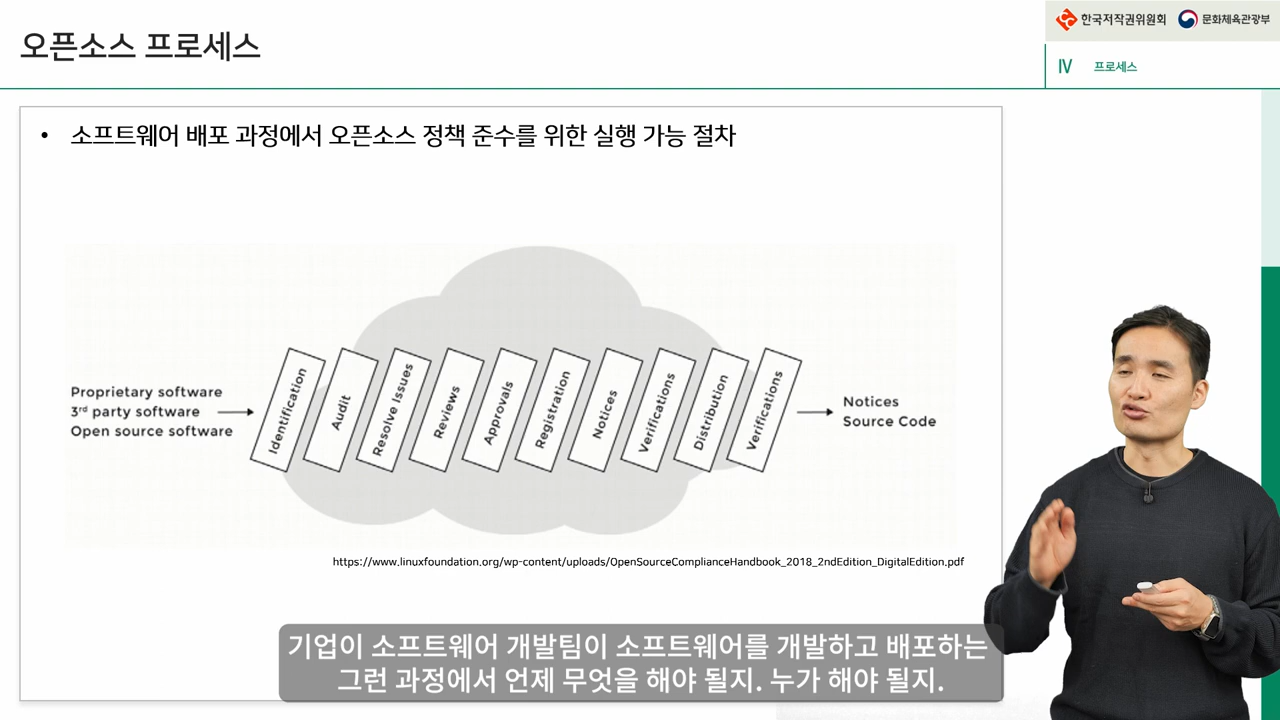 오픈소스 프로세스
한국저작권위원회
문화체육관광부
IV 프로세스
• 소프트웨어 배포 과정에서 오픈소스 정책 준수를 위한 실행 가능 절차
Proprietary software
3rd party software
Open source software
Identification
Audit
Resolve Issues
Reviews
Approvals
Registration
Notices
Verifications
Distribution
Verifications
Notices
Source Code
https://www.linuxfoundation.org/wp-content/uploads/OpenSourceComplianceHandbook_2018_2ndEdition_DigitalEdition.pdf
기업이 소프트웨어 개발팀이 소프트웨어를 개발하고 배포하는
그런 과정에서 언제 무엇을 해야 될지. 누가 해야 될지.